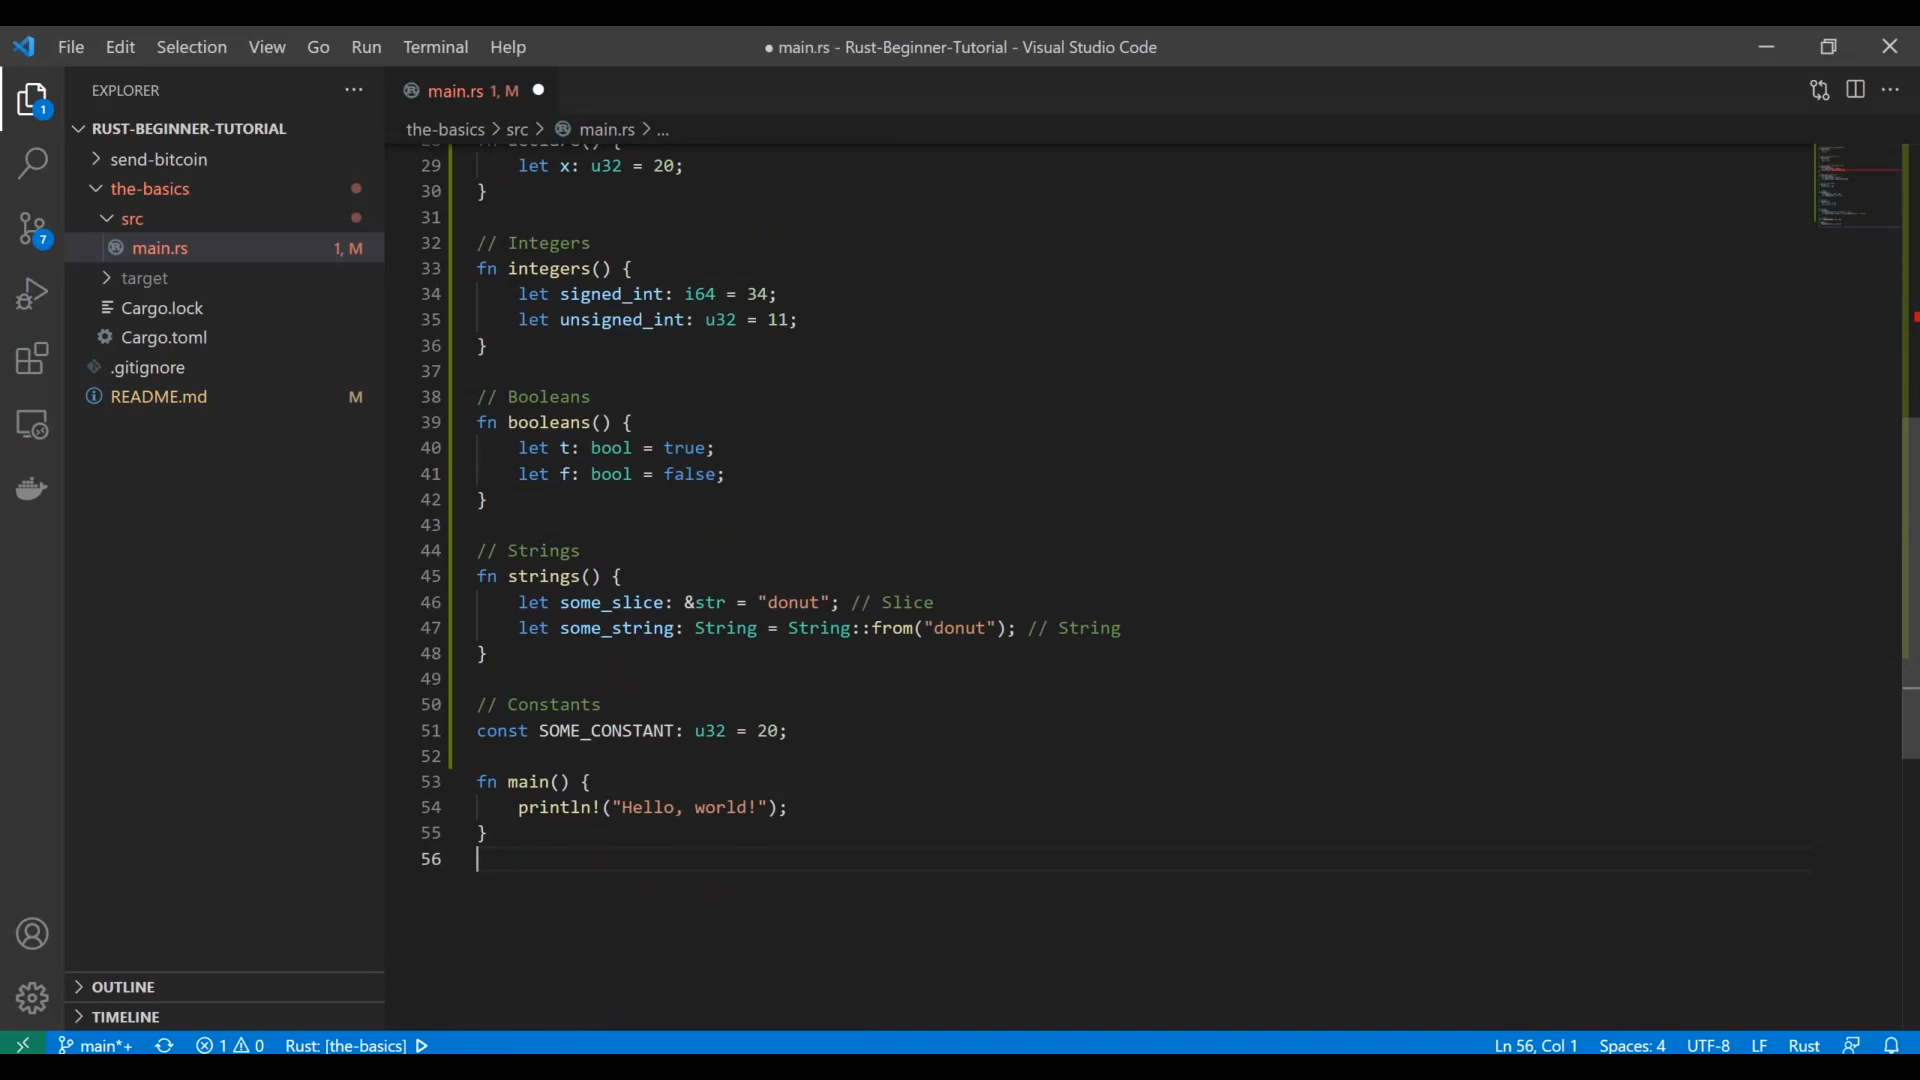 File Edit Selection View Go Run Terminal Help
● main.rs - Rust-Beginner-Tutorial - Visual Studio Code
EXPLORER
RUST-BEGINNER-TUTORIAL
send-bitcoin
the-basics
src
main.rs 1, M
target
Cargo.lock
Cargo.toml
.gitignore
README.md M
OUTLINE
TIMELINE
1
7
main.rs 1, M
the-basics > src > main.rs > ...
29 let x: u32 = 20;
30 }
31
32 // Integers
33 fn integers() {
34 let signed_int: i64 = 34;
35 let unsigned_int: u32 = 11;
36 }
37
38 // Booleans
39 fn booleans() {
40 let t: bool = true;
41 let f: bool = false;
42 }
43
44 // Strings
45 fn strings() {
46 let some_slice: &str = "donut"; // Slice
47 let some_string: String = String::from("donut"); // String
48 }
49
50 // Constants
51 const SOME_CONSTANT: u32 = 20;
52
53 fn main() {
54 println!("Hello, world!");
55 }
56
main*+ 1 0 Rust: [the-basics] Ln 56, Col 1 Spaces: 4 UTF-8 LF Rust